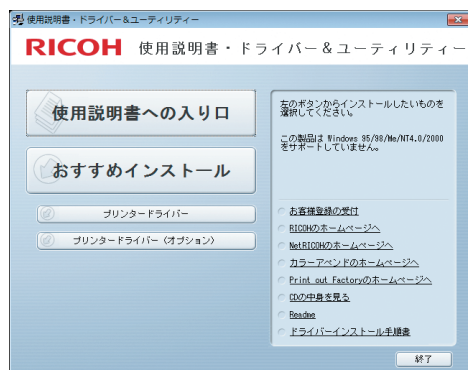 使用説明書・ドライバー＆ユーティリティー
RICOH 使用説明書・ドライバー＆ユーティリティー
使用説明書への入り口
おすすめインストール
プリンタードライバー
プリンタードライバー（オプション）
左のボタンからインストールしたいものを
選択してください。
この製品は Windows 95/98/Me/NT4.0/2000
をサポートしていません。
お客様登録の受付
RICOHのホームページへ
NetRICOHのホームページへ
カラーアペンドのホームページへ
Print out Factoryのホームページへ
CDの中身を見る
Readme
ドライバーインストール手順書
終了